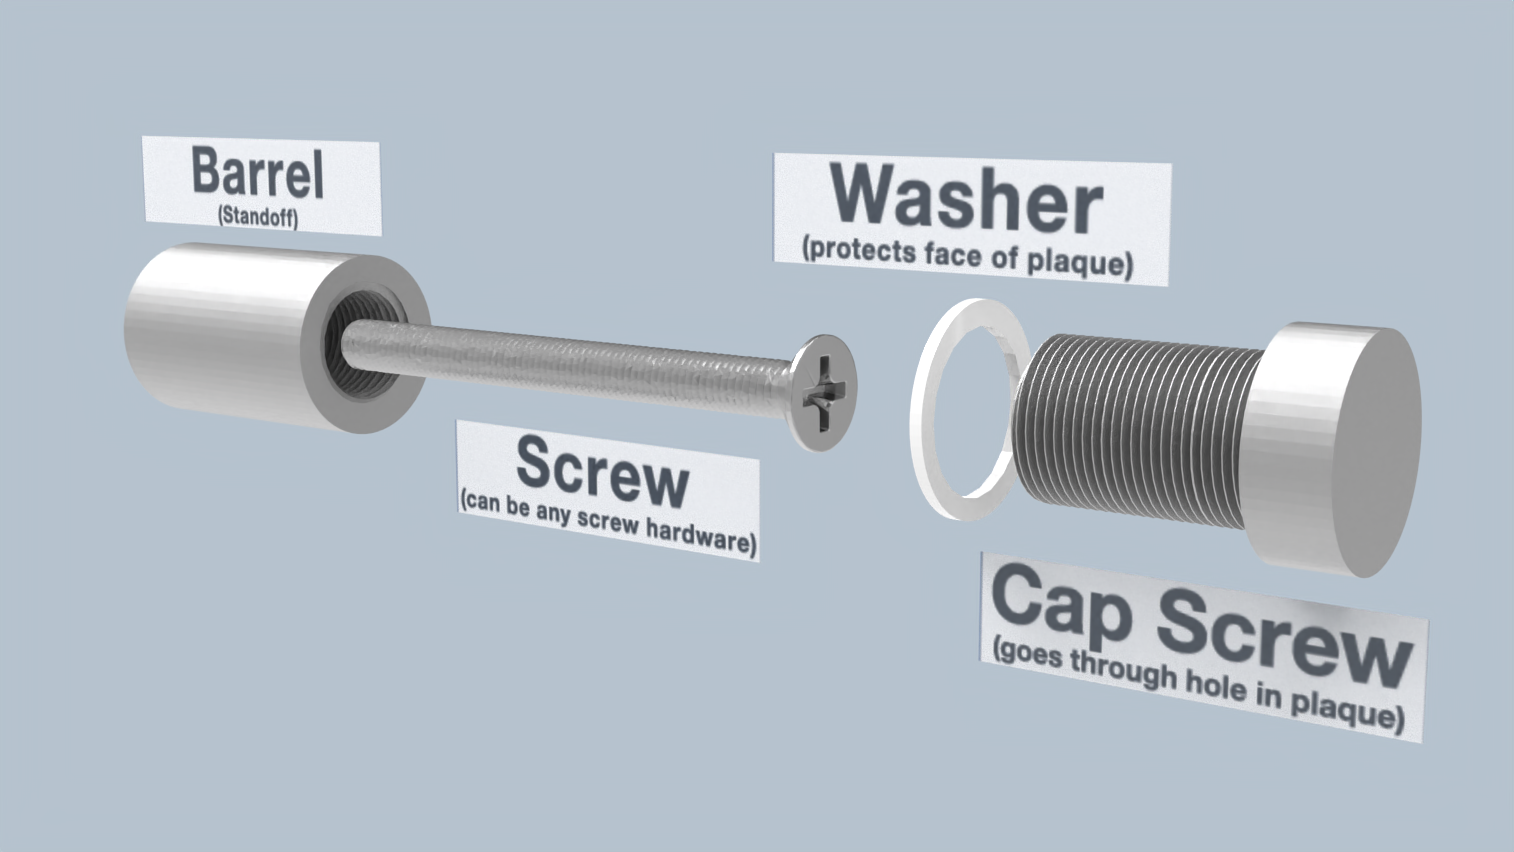 Barrel
(Standoff)
Washer
(protects face of plaque)
Screw
(can be any screw hardware)
Cap Screw
(goes through hole in plaque)